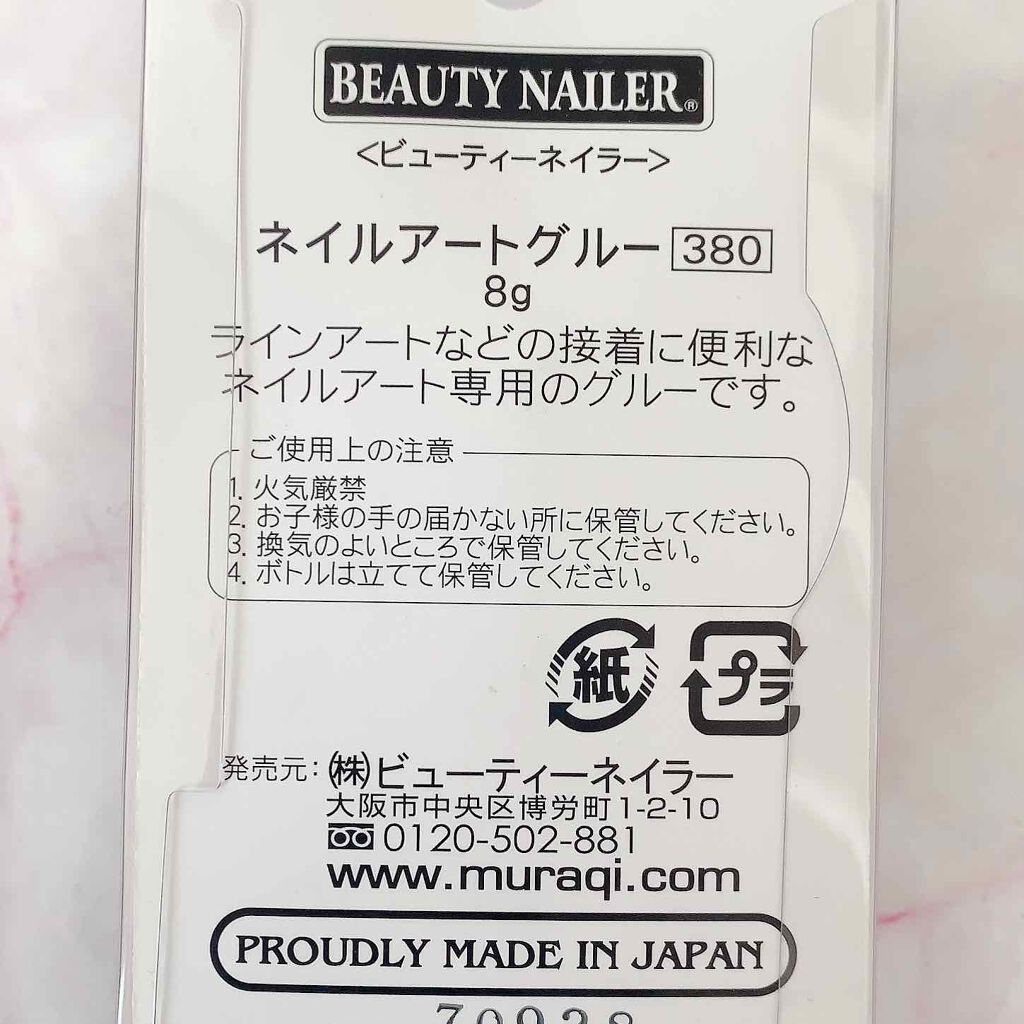 BEAUTY NAILER®
<ビューティーネイラー>
ネイルアートグルー 380
8g
ラインアートなどの接着に便利な
ネイルアート専用のグルーです。
ご使用上の注意
1. 火気厳禁
2. お子様の手の届かない所に保管してください。
3. 換気のよいところで保管してください。
4. ボトルは立てて保管してください。
紙 プラ
発売元:㈱ビューティーネイラー
大阪市中央区博労町1-2-10
0120-502-881
www.muraqi.com
PROUDLY MADE IN JAPAN